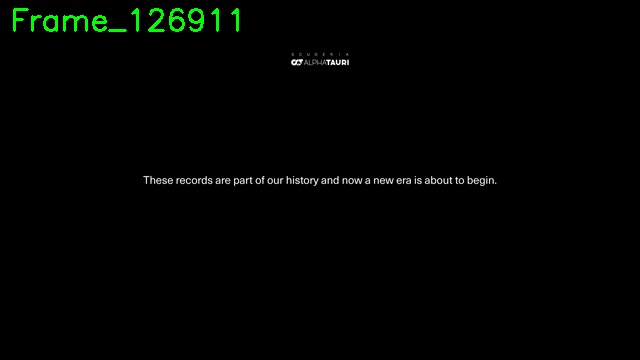 Frame_126911
SCUDERIA
ALPHATAURI
These records are part of our history and now a new era is about to begin.